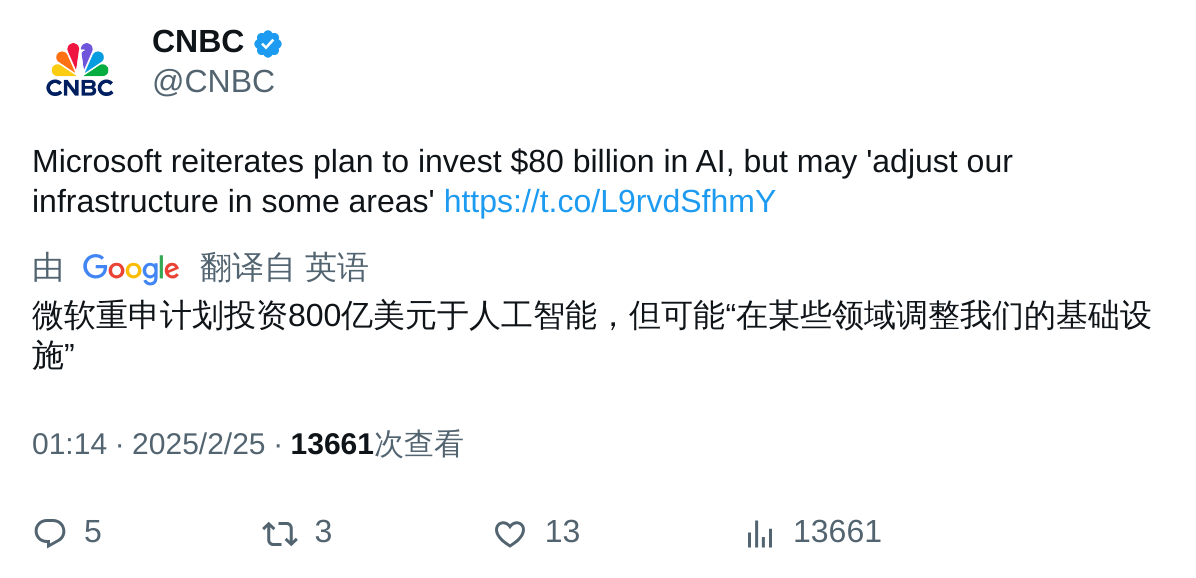 CNBC
CNBC
@CNBC
Microsoft reiterates plan to invest $80 billion in AI, but may 'adjust our
infrastructure in some areas' https://t.co/L9rvdSfhmY
由 Google 翻译自 英语
微软重申计划投资800亿美元于人工智能，但可能“在某些领域调整我们的基础设
施”
01:14 · 2025/2/25 · 13661次查看
5 3 13 13661